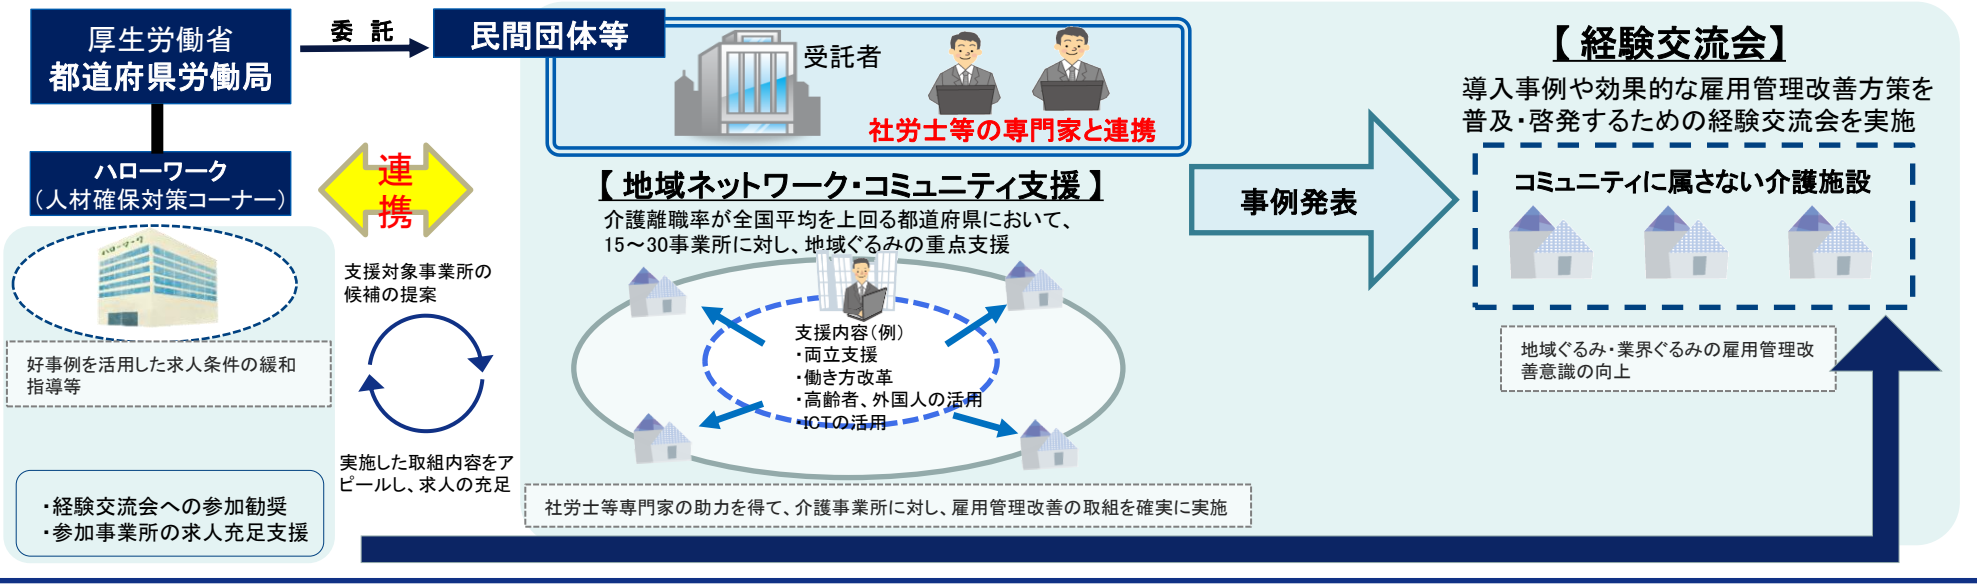 厚生労働省
都道府県労働局
委 託
民間団体等
受託者
社労士等の専門家と連携
ハローワーク
（人材確保対策コーナー）
連
携
ハローワーク
好事例を活用した求人条件の緩和
指導等
・経験交流会への参加勧奨
・参加事業所の求人充足支援
支援対象事業所の
候補の提案
実施した取組内容をア
ピールし、求人の充足
【 地域ネットワーク・コミュニティ支援 】
介護離職率が全国平均を上回る都道府県において、
15～30事業所に対し、地域ぐるみの重点支援
支援内容（例）
・両立支援
・働き方改革
・高齢者、外国人の活用
・ICTの活用
社労士等専門家の助力を得て、介護事業所に対し、雇用管理改善の取組を確実に実施
事例発表
【 経験交流会】
導入事例や効果的な雇用管理改善方策を
普及・啓発するための経験交流会を実施
コミュニティに属さない介護施設
地域ぐるみ・業界ぐるみの雇用管理改
善意識の向上